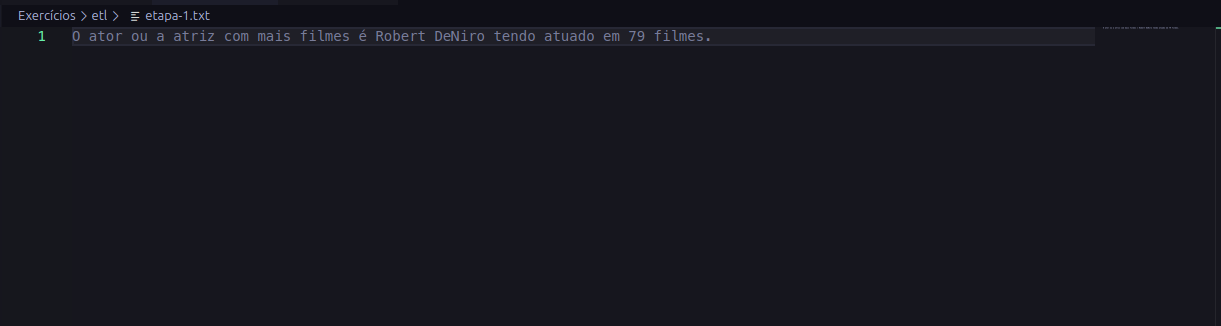 Exercícios > etl > etapa-1.txt
1 O ator ou a atriz com mais filmes é Robert DeNiro tendo atuado em 79 filmes.